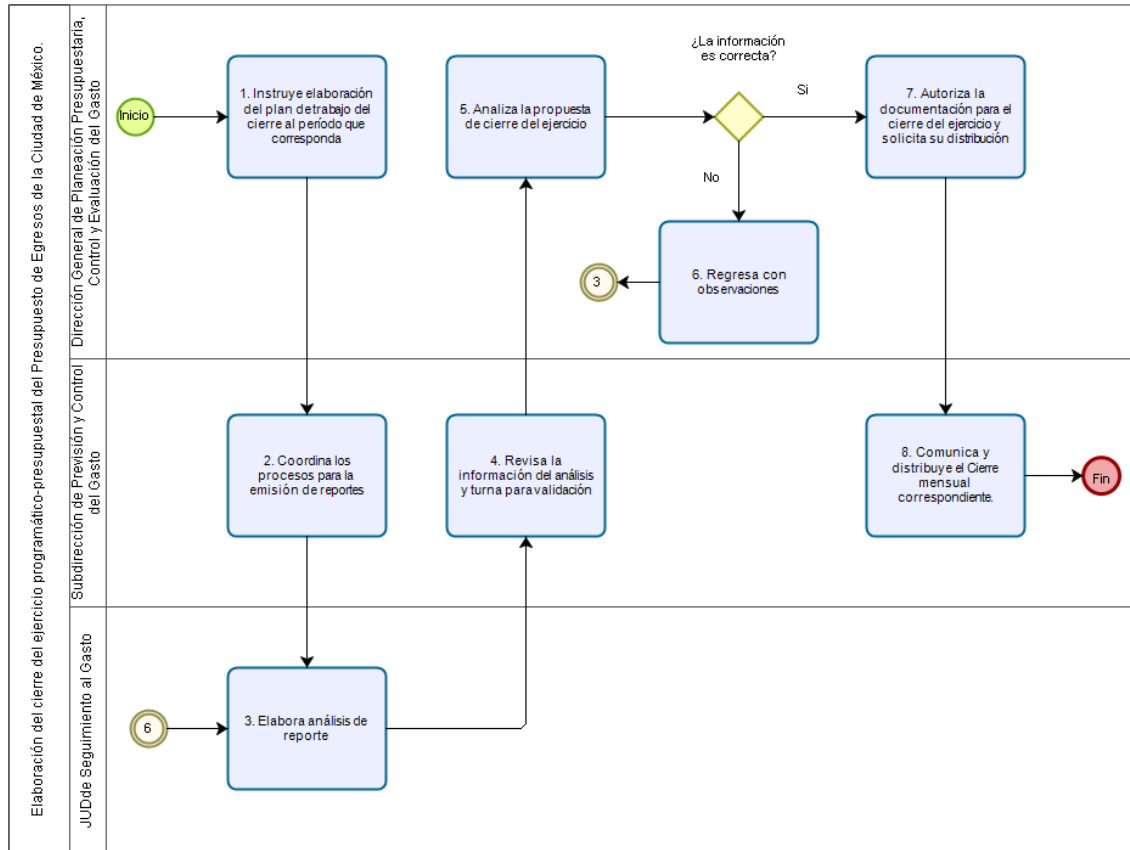 Elaboración del cierre del ejercicio programático-presupuestal del Presupuesto de Egresos de la Ciudad de México.
Dirección General de Planeación Presupuestaria,
Control y Evaluación del Gasto
Inicio
1. Instruye elaboración
del plan detrabajo del
cierre al período que
corresponda
5. Analiza la propuesta
de cierre del ejercicio
¿La información
es correcta?
Si
No
7. Autoriza la
documentación para el
cierre del ejercicio y
solicita su distribución
3
6. Regresa con
observaciones
Subdirección de Previsión y Control
del Gasto
2. Coordina los
procesos para la
emisión de reportes
4. Revisa la
información del análisis
y turna para validación
8. Comunica y
distribuye el Cierre
mensual
correspondiente.
Fin
JUDde Seguimiento al Gasto
6
3. Elabora análisis de
reporte